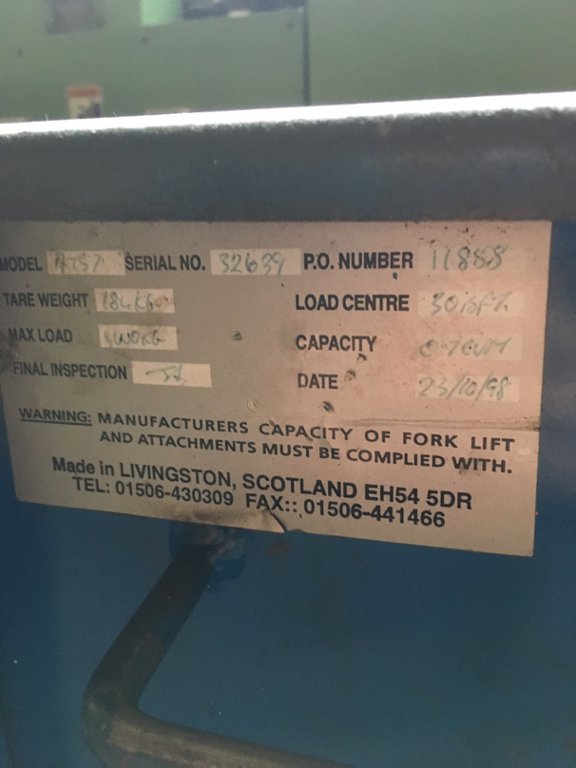 MODEL SERIAL NO. 32639 P.O. NUMBER 11888
TARE WEIGHT 184KG LOAD CENTRE
MAX LOAD CAPACITY
FINAL INSPECTION DATE 23/10/98
WARNING: MANUFACTURERS CAPACITY OF FORK LIFT
AND ATTACHMENTS MUST BE COMPLIED WITH.
Made in LIVINGSTON, SCOTLAND EH54 5DR
TEL: 01506-430309 FAX:: 01506-441466